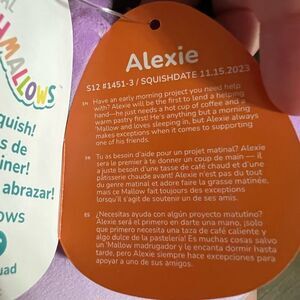 AL
HMALLOWS
quish!
s de
iner!
abrazar!
OWS
uad
Alexie
S12 #1451-3 / SQUISHDATE 11.15.2023
EN Have an early morning project you need help
with? Alexie will be the first to lend a helping
hand—he just needs a hot cup of coffee and a
warm pastry first! He's anything but a morning
'Mallow and loves sleeping in, but Alexie always
makes exceptions when it comes to supporting
one of his friends.
FR Tu as besoin d'aide pour un projet matinal? Alexie
sera le premier à te donner un coup de main — il
a juste besoin d'une tasse de café chaud et d'une
pâtisserie chaude avant! Alexie n'est pas du tout
du genre matinal et adore faire la grasse matinée,
mais ce Mallow fait toujours des exceptions
lorsqu'il s'agit de soutenir un de ses amis.
ES ¿Necesitas ayuda con algún proyecto matutino?
Alexie será el primero en darte una mano, ¡solo
que primero necesita una taza de café caliente y
algo dulce de la pastelería! Es muchas cosas salvo
un 'Mallow madrugador y le encanta dormir hasta
tarde, pero Alexie siempre hace excepciones para
apoyar a uno de sus amigos.